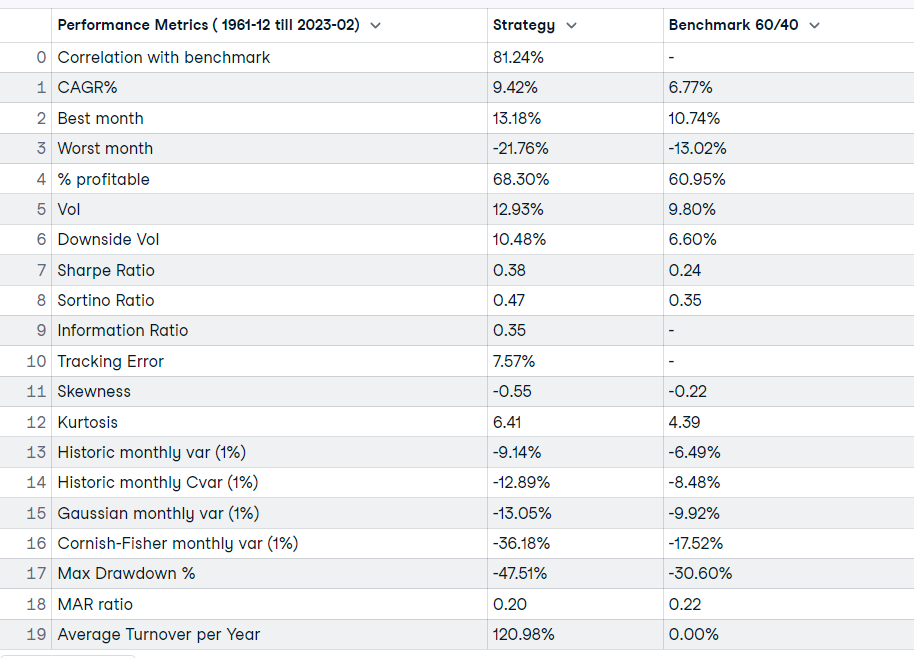 Performance Metrics ( 1961-12 till 2023-02) Strategy Benchmark 60/40
0 Correlation with benchmark 81.24% -
1 CAGR% 9.42% 6.77%
2 Best month 13.18% 10.74%
3 Worst month -21.76% -13.02%
4 % profitable 68.30% 60.95%
5 Vol 12.93% 9.80%
6 Downside Vol 10.48% 6.60%
7 Sharpe Ratio 0.38 0.24
8 Sortino Ratio 0.47 0.35
9 Information Ratio 0.35 -
10 Tracking Error 7.57% -
11 Skewness -0.55 -0.22
12 Kurtosis 6.41 4.39
13 Historic monthly var (1%) -9.14% -6.49%
14 Historic monthly Cvar (1%) -12.89% -8.48%
15 Gaussian monthly var (1%) -13.05% -9.92%
16 Cornish-Fisher monthly var (1%) -36.18% -17.52%
17 Max Drawdown % -47.51% -30.60%
18 MAR ratio 0.20 0.22
19 Average Turnover per Year 120.98% 0.00%